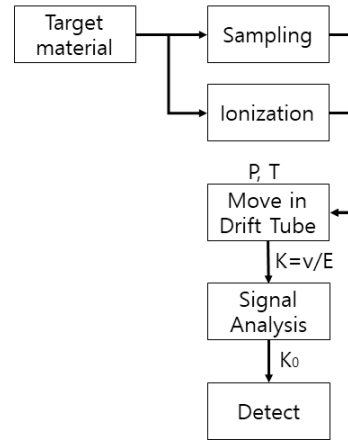 Target
material
Sampling
Ionization
P, T
Move in
Drift Tube
K=v/E
Signal
Analysis
K₀
Detect